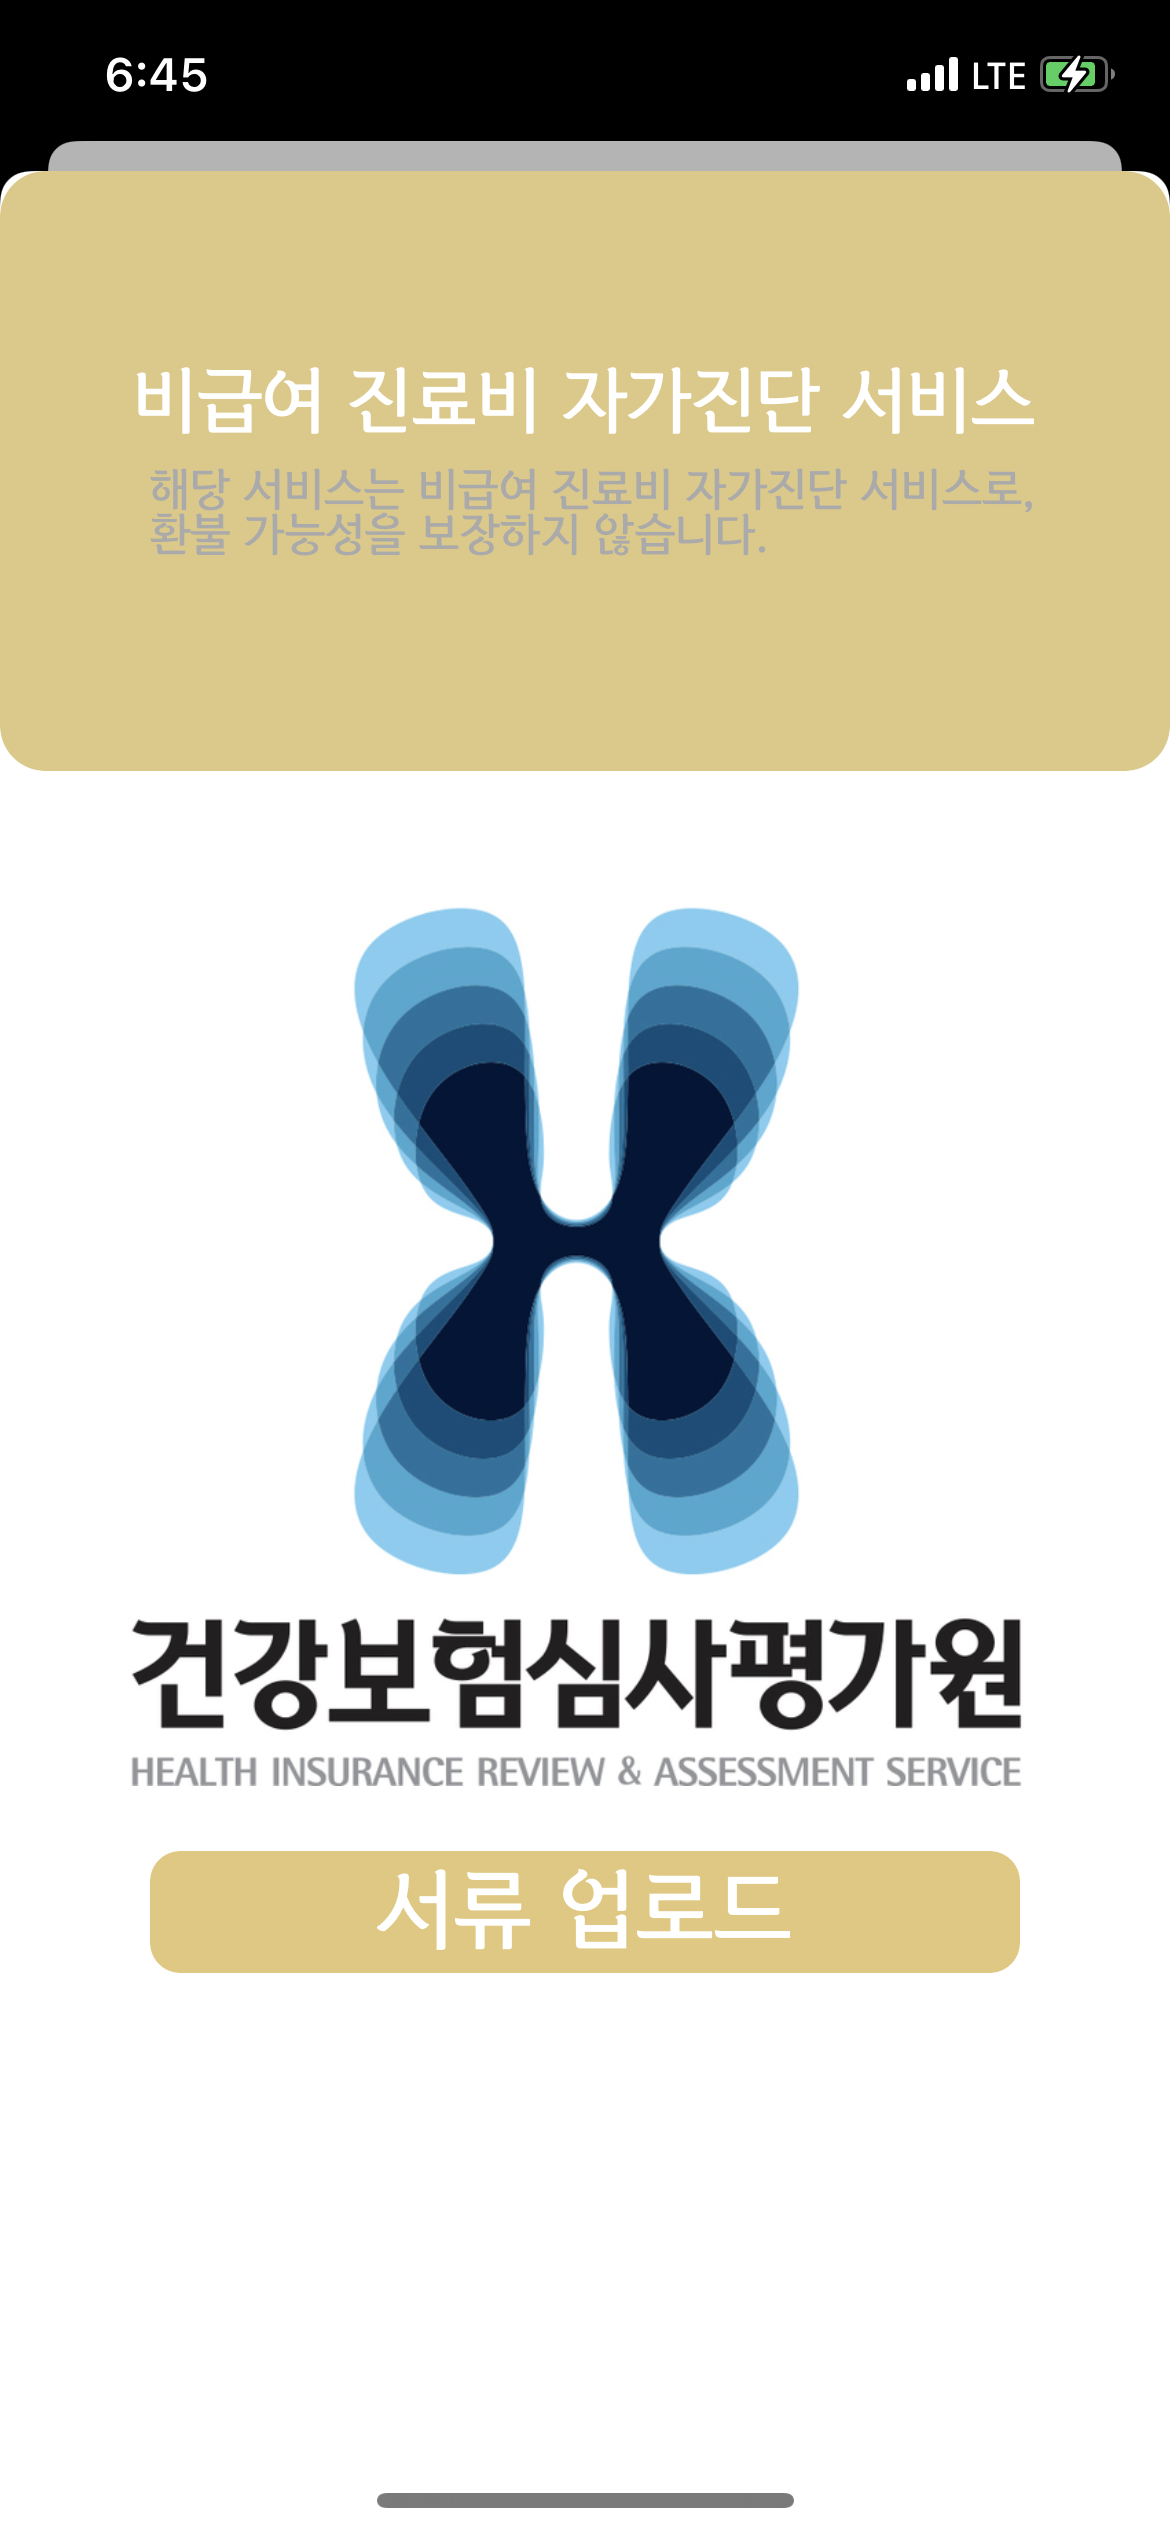 6:45
LTE
비급여 진료비 자가진단 서비스
해당 서비스는 비급여 진료비 자가진단 서비스로,
환불 가능성을 보장하지 않습니다.
건강보험심사평가원
HEALTH INSURANCE REVIEW & ASSESSMENT SERVICE
서류 업로드